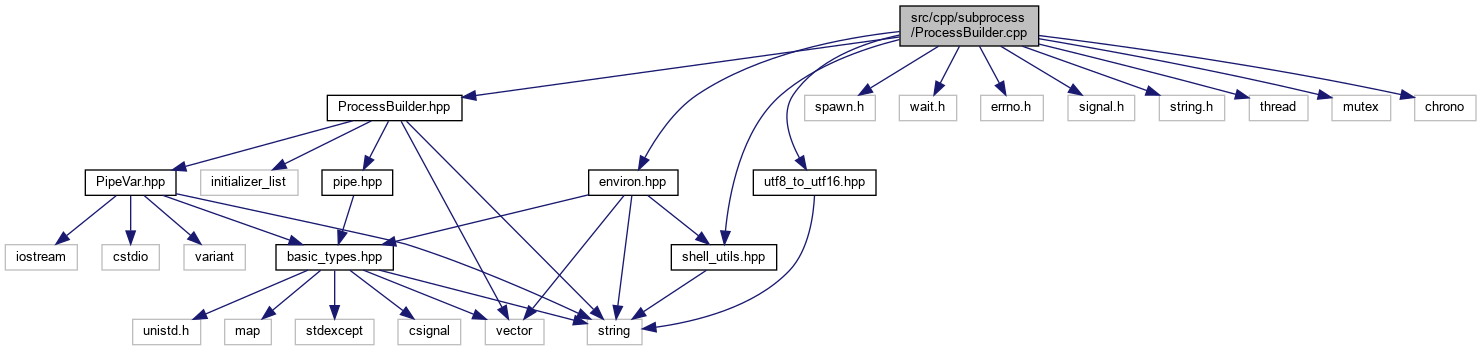 src/cpp/subprocess
/ProcessBuilder.cpp
ProcessBuilder.hpp
spawn.h
wait.h
errno.h
signal.h
string.h
thread
mutex
chrono
PipeVar.hpp
initializer_list
pipe.hpp
environ.hpp
utf8_to_utf16.hpp
iostream
cstdio
variant
basic_types.hpp
shell_utils.hpp
unistd.h
map
stdexcept
csignal
vector
string